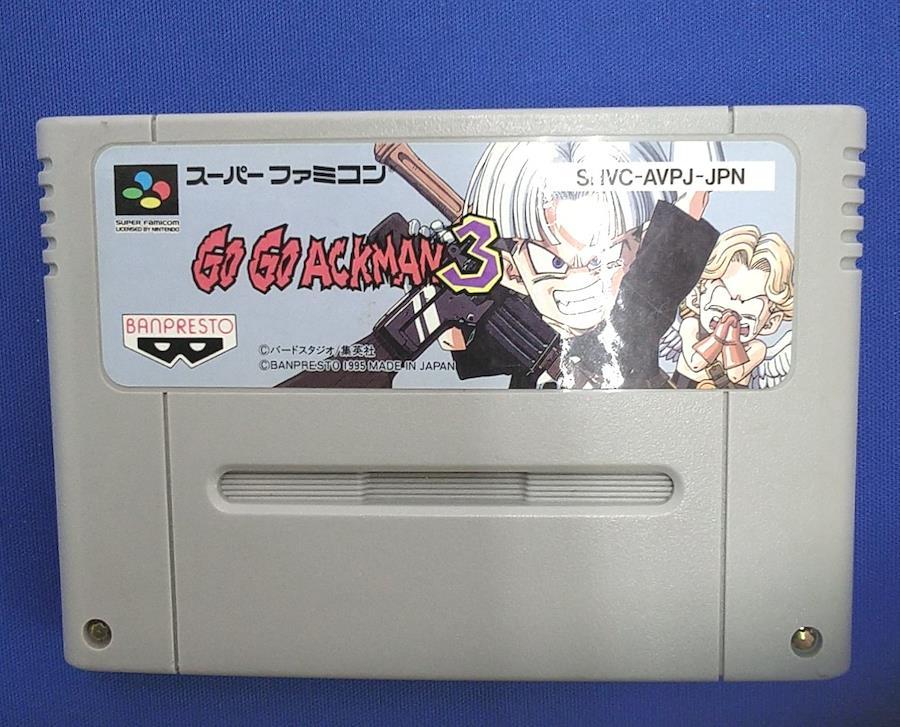 スーパーファミコン
SHVC-AVPJ-JPN
SUPER FAMICOM
LICENSED BY NINTENDO
GO GO ACKMAN 3
BANPRESTO
©バードスタジオ/集英社
©BANPRESTO 1995 MADE IN JAPAN